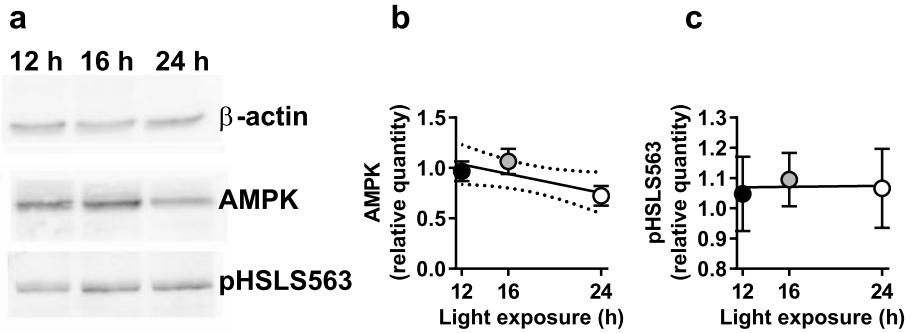 a
12 h 16 h 24 h
β-actin
AMPK
pHSLS563
b
AMPK
(relative quantity)
1.5
1.0
0.5
0.0
12 16 24
Light exposure (h)
c
pHSLS563
(relative quantity)
1.3
1.2
1.1
1.0
0.9
0.8
12 16 24
Light exposure (h)